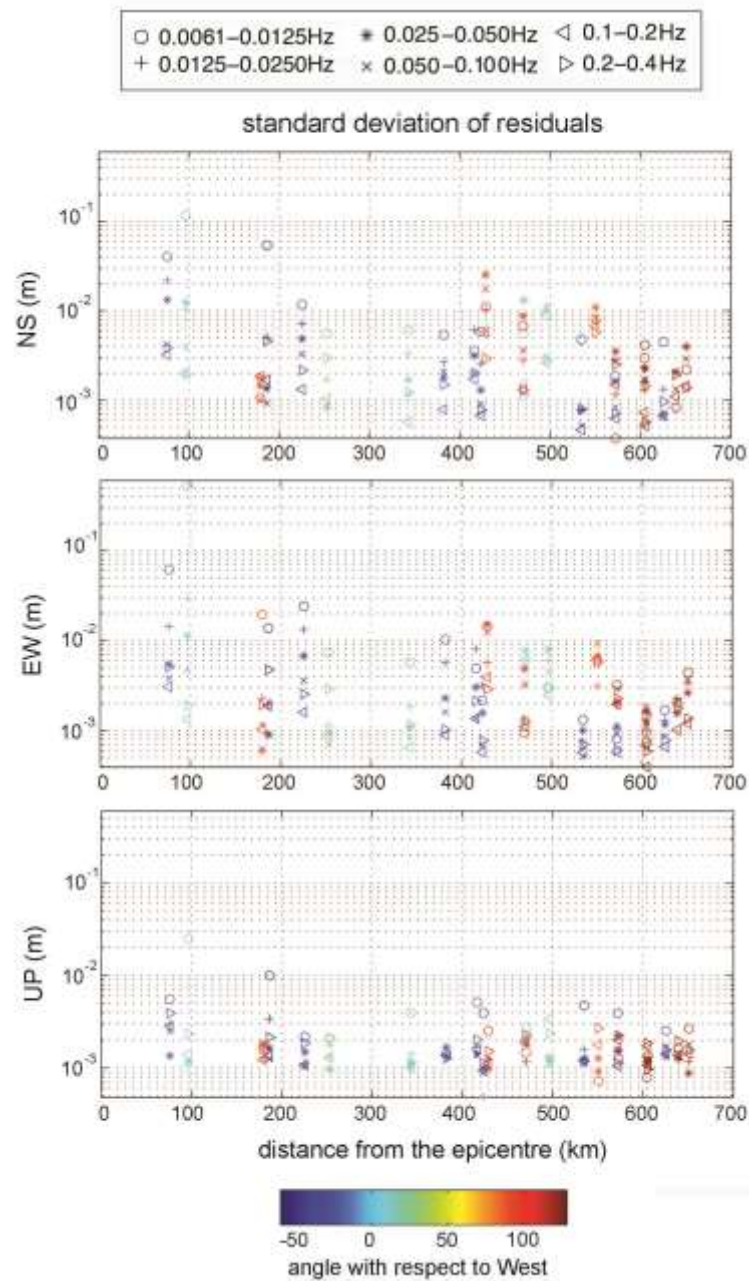 ○ 0.0061–0.0125Hz ✷ 0.025–0.050Hz ◁ 0.1–0.2Hz
+ 0.0125–0.0250Hz × 0.050–0.100Hz ▷ 0.2–0.4Hz
standard deviation of residuals
NS (m)
10⁻¹
10⁻²
10⁻³
0 100 200 300 400 500 600 700
EW (m)
10⁻¹
10⁻²
10⁻³
0 100 200 300 400 500 600 700
UP (m)
10⁻¹
10⁻²
10⁻³
0 100 200 300 400 500 600 700
distance from the epicentre (km)
-50 0 50 100
angle with respect to West